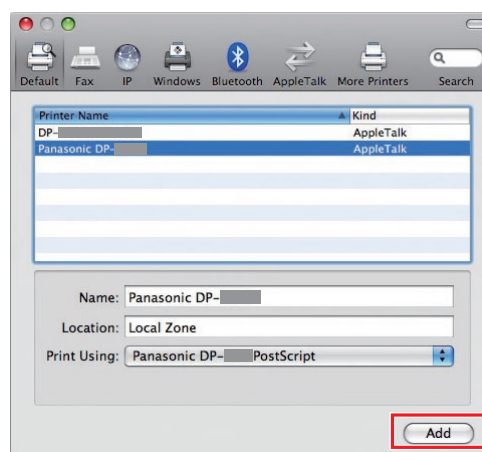 Default Fax IP Windows Bluetooth AppleTalk More Printers Search
Printer Name Kind
DP- AppleTalk
Panasonic DP- AppleTalk
Name: Panasonic DP-
Location: Local Zone
Print Using: Panasonic DP- PostScript
Add